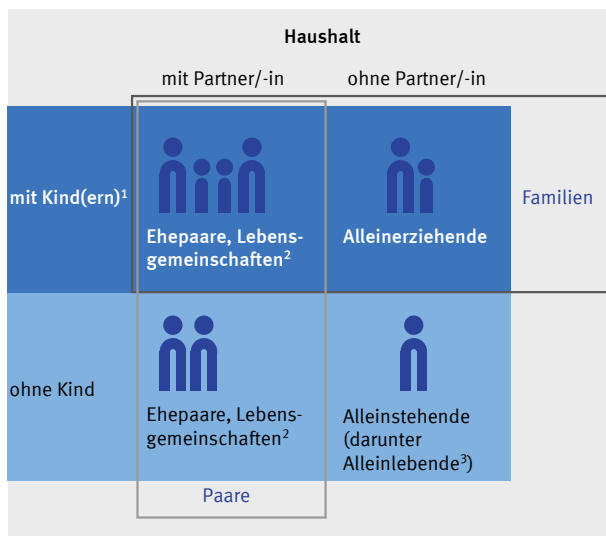 Haushalt
mit Partner/-in
ohne Partner/-in
mit Kind(ern)¹
Ehepaare, Lebens-
gemeinschaften²
Alleinerziehende
Familien
ohne Kind
Ehepaare, Lebens-
gemeinschaften²
Alleinstehende
(darunter
Alleinlebende³)
Paare